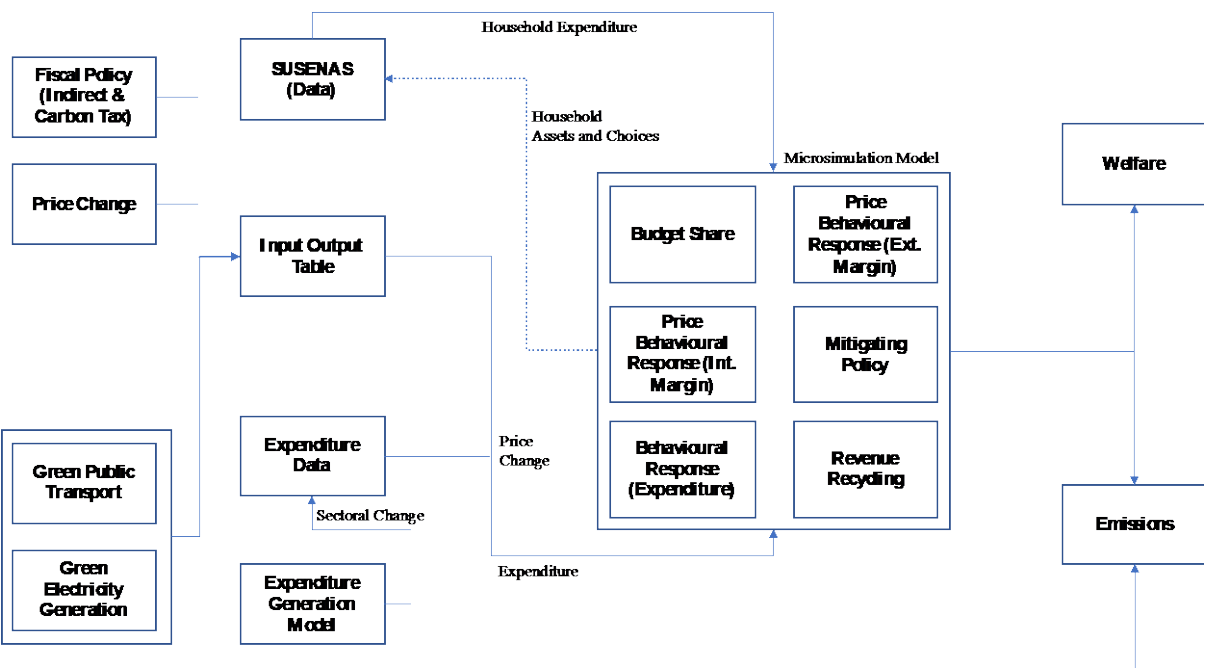 Household Expenditure
Fiscal Policy
(Indirect &
Carbon Tax)
SUSENAS
(Data)
Household
Assets and Choices
Price Change
Input Output
Table
Microsimulation Model
Budget Share
Price
Behavioural
Response (Ext.
Margin)
Price
Behavioural
Response (Int.
Margin)
Mitigating
Policy
Behavioural
Response
(Expenditure)
Revenue
Recycling
Welfare
Emissions
Green Public
Transport
Green
Electricity
Generation
Expenditure
Data
Price
Change
Sectoral Change
Expenditure
Generation
Model
Expenditure